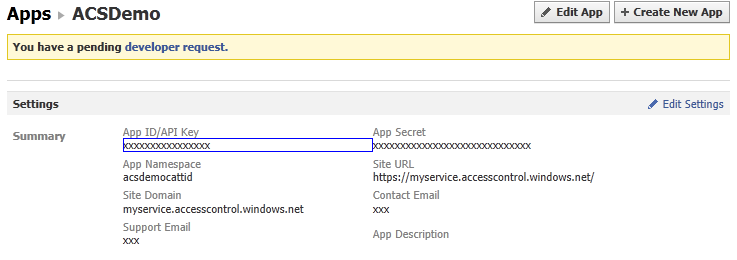 Apps ▸ ACSDemo
Edit App
+ Create New App
You have a pending developer request.
Settings
Edit Settings
Summary
App ID/API Key
xxxxxxxxxxxxxxxx
App Secret
xxxxxxxxxxxxxxxxxxxxxxxxxxxxx
App Namespace
acsdemocattid
Site URL
https://myservice.accesscontrol.windows.net/
Site Domain
myservice.accesscontrol.windows.net
Contact Email
xxx
Support Email
xxx
App Description